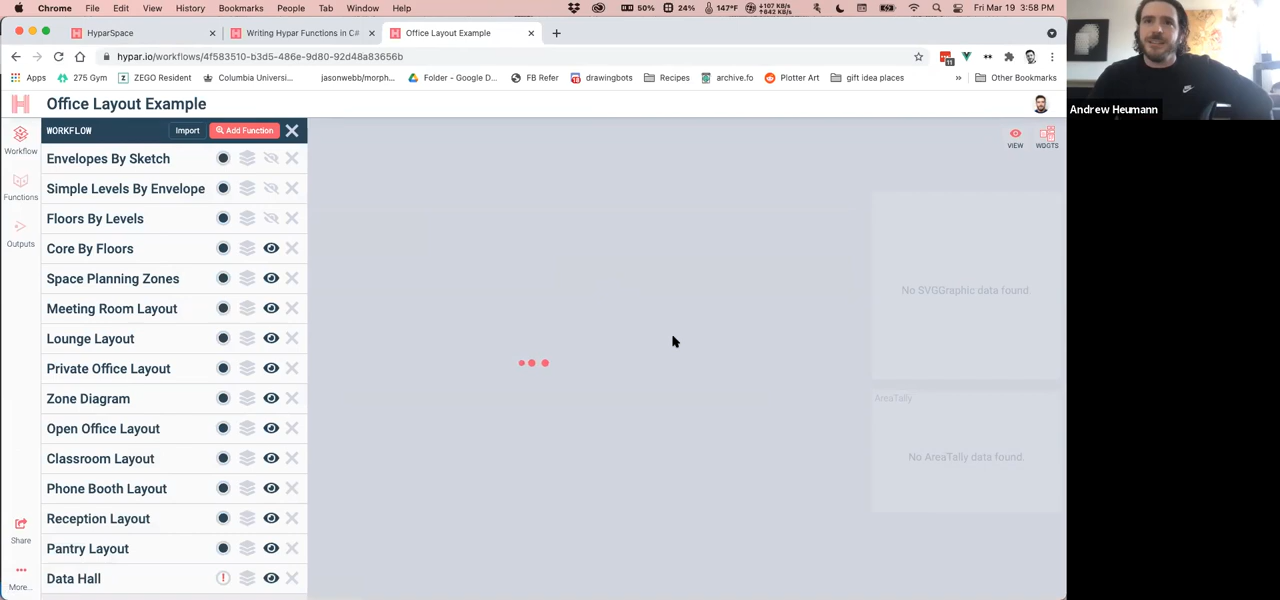 Chrome File Edit View History Bookmarks People Tab Window Help 50% 24% 147°F ↓107 KB/s ↑642 KB/s Fri Mar 19 3:58 PM
HyparSpace Writing Hypar Functions in C# Office Layout Example
hypar.io/workflows/4f583510-b3d5-486e-9d80-92d48a83656b 11
Apps 275 Gym ZEGO Resident Columbia Universi... jasonwebb/morph... Folder - Google D... FB Refer drawingbots Recipes archive.fo Plotter Art gift idea places » Other Bookmarks
Andrew Heumann
Office Layout Example
WORKFLOW Import Add Function
Workflow
Functions
Outputs
Share
More...
Envelopes By Sketch
Simple Levels By Envelope
Floors By Levels
Core By Floors
Space Planning Zones
Meeting Room Layout
Lounge Layout
Private Office Layout
Zone Diagram
Open Office Layout
Classroom Layout
Phone Booth Layout
Reception Layout
Pantry Layout
Data Hall
VIEW WDGTS
No SVGGraphic data found.
AreaTally
No AreaTally data found.